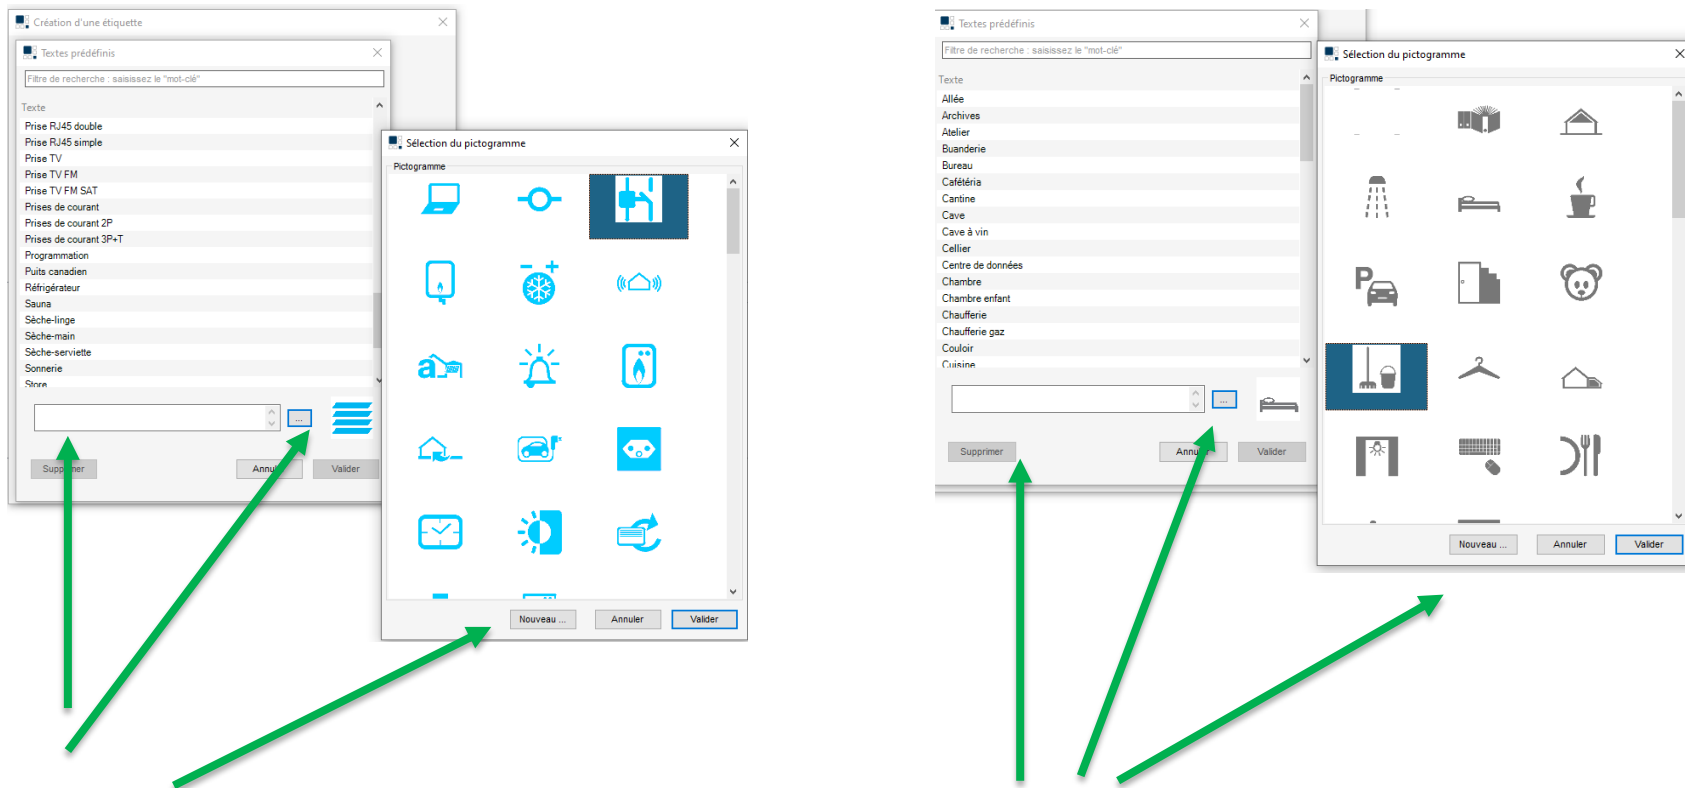 Création d'une étiquette
Textes prédéfinis
Filtre de recherche : saisissez le "mot-clé"
Texte
Prise RJ45 double
Prise RJ45 simple
Prise TV
Prise TV FM
Prise TV FM SAT
Prises de courant
Prises de courant 2P
Prises de courant 3P+T
Programmation
Puits canadien
Réfrigérateur
Sauna
Sèche-linge
Sèche-main
Sèche-serviette
Sonnerie
Store
...
Supprimer
Annuler
Valider
Sélection du pictogramme
Pictogramme
a
Nouveau ...
Annuler
Valider
Textes prédéfinis
Filtre de recherche : saisissez le "mot-clé"
Texte
Allée
Archives
Atelier
Buanderie
Bureau
Cafétéria
Cantine
Cave
Cave à vin
Cellier
Centre de données
Chambre
Chambre enfant
Chaufferie
Chaufferie gaz
Couloir
Cuisine
...
Supprimer
Annuler
Valider
Sélection du pictogramme
Pictogramme
P
Nouveau ...
Annuler
Valider